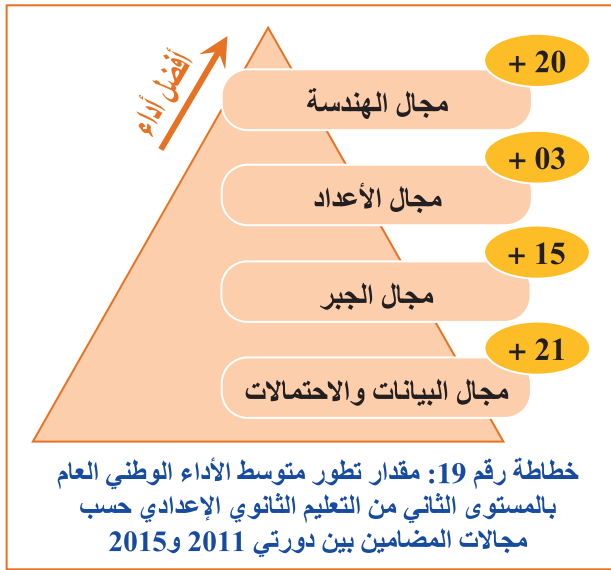 أفضل أداء
+ 20
مجال الهندسة
+ 03
مجال الأعداد
+ 15
مجال الجبر
+ 21
مجال البيانات والاحتمالات
خطاطة رقم 19: مقدار تطور متوسط الأداء الوطني العام
بالمستوى الثاني من التعليم الثانوي الإعدادي حسب
مجالات المضامين بين دورتي 2011 و2015